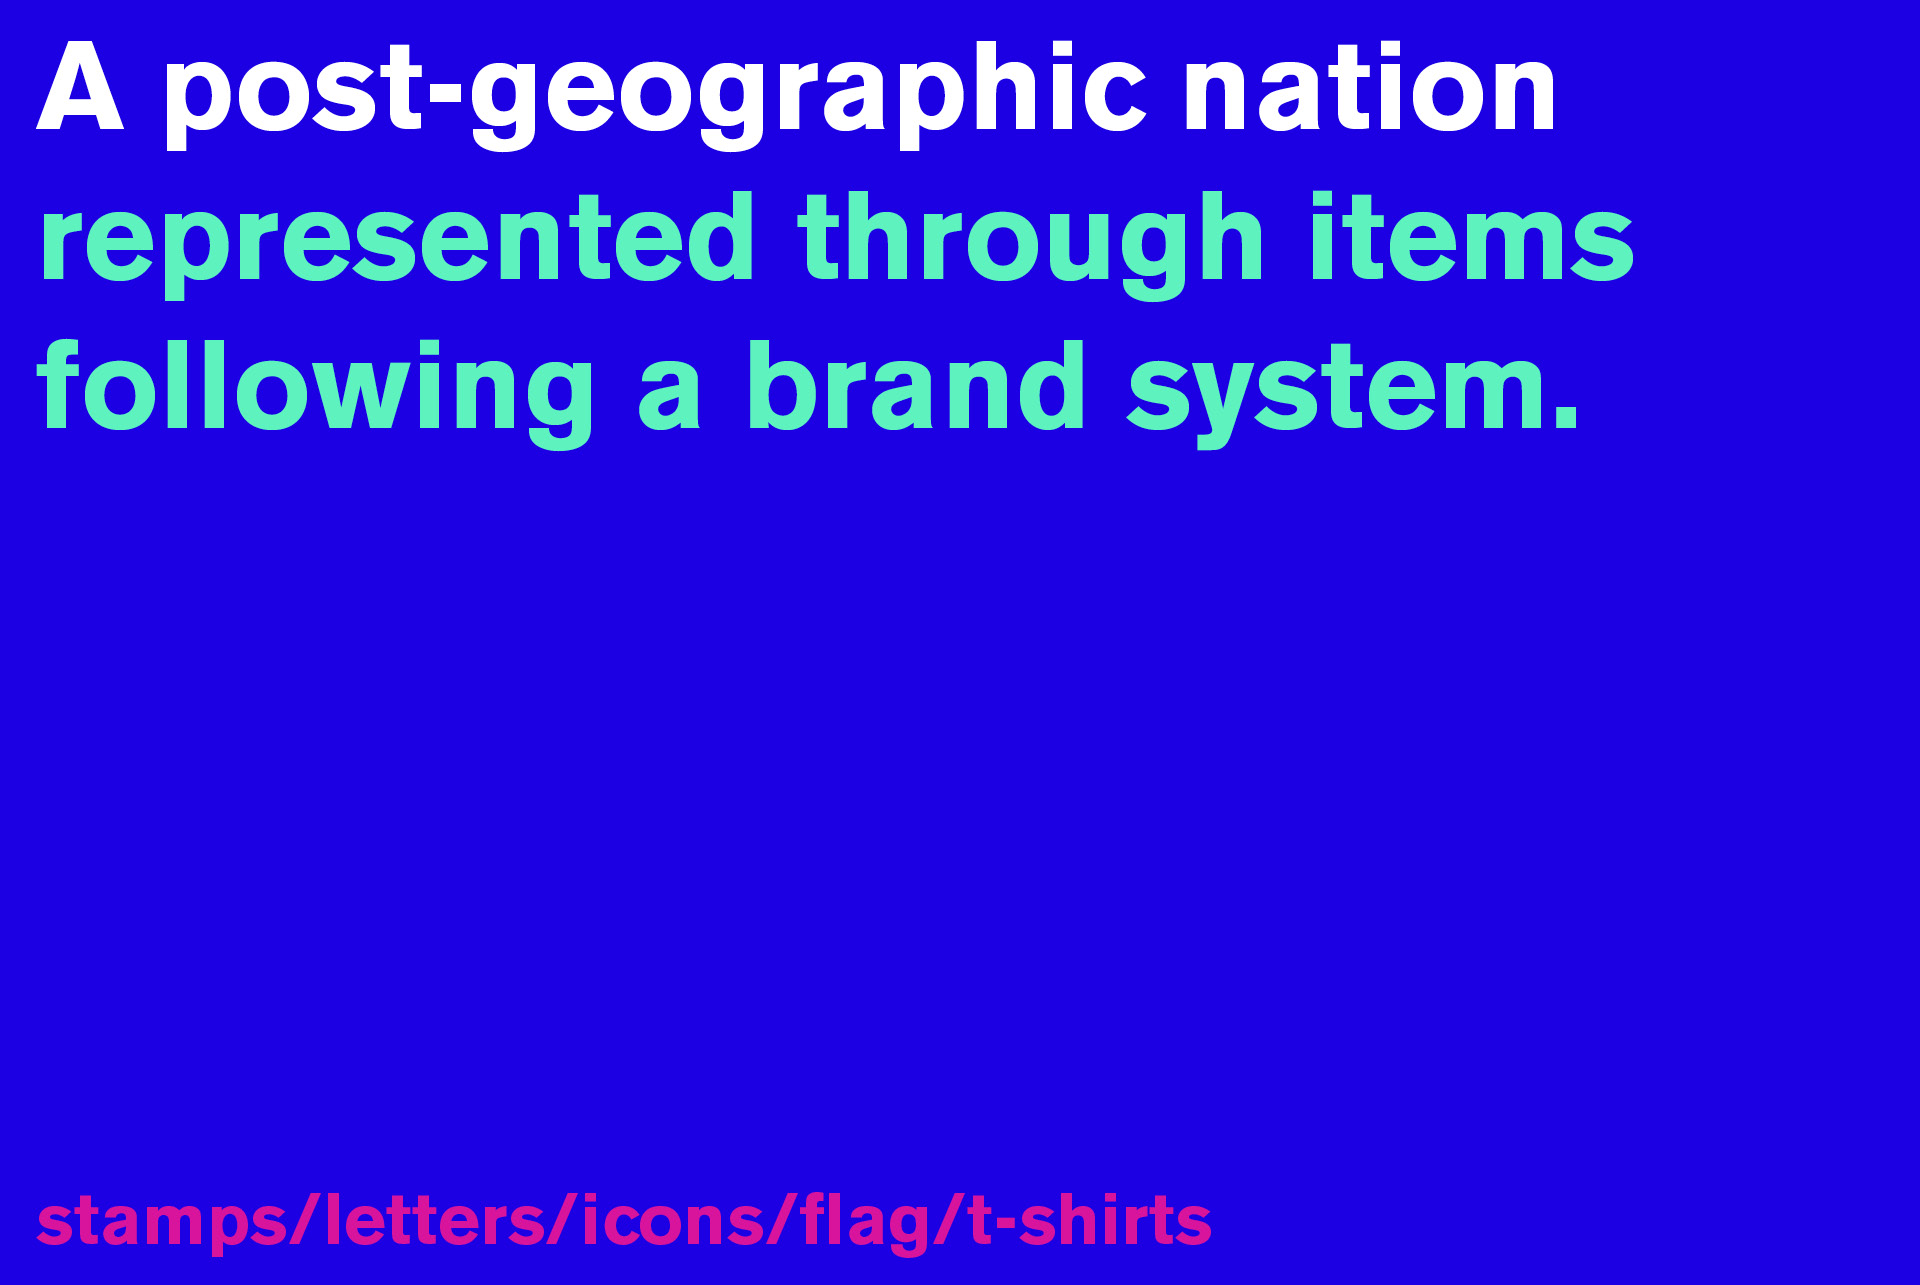 A post-geographic nation
represented through items
following a brand system.
stamps/letters/icons/flag/t-shirts